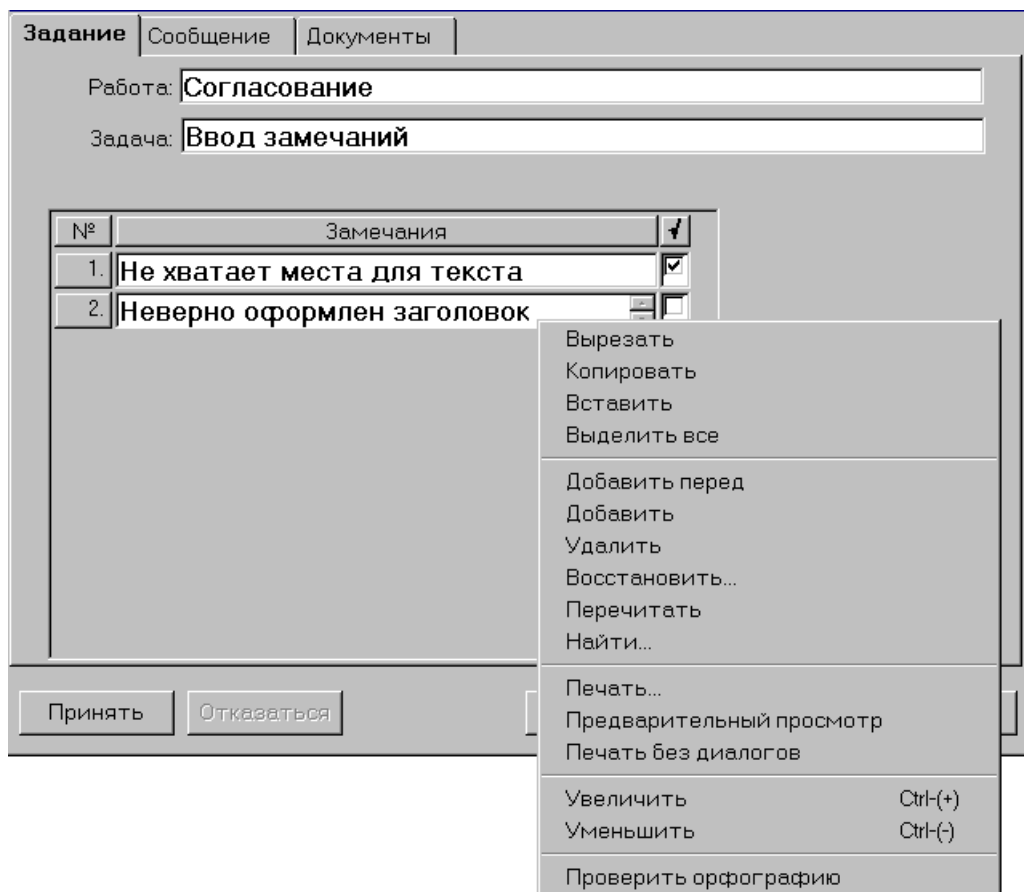 Задание Сообщение Документы
Работа: Согласование
Задача: Ввод замечаний
№ Замечания
1. Не хватает места для текста
2. Неверно оформлен заголовок
Вырезать
Копировать
Вставить
Выделить все
Добавить перед
Добавить
Удалить
Восстановить...
Перечитать
Найти...
Принять Отказаться
Печать...
Предварительный просмотр
Печать без диалогов
Увеличить Ctrl-(+)
Уменьшить Ctrl-(-)
Проверить орфографию